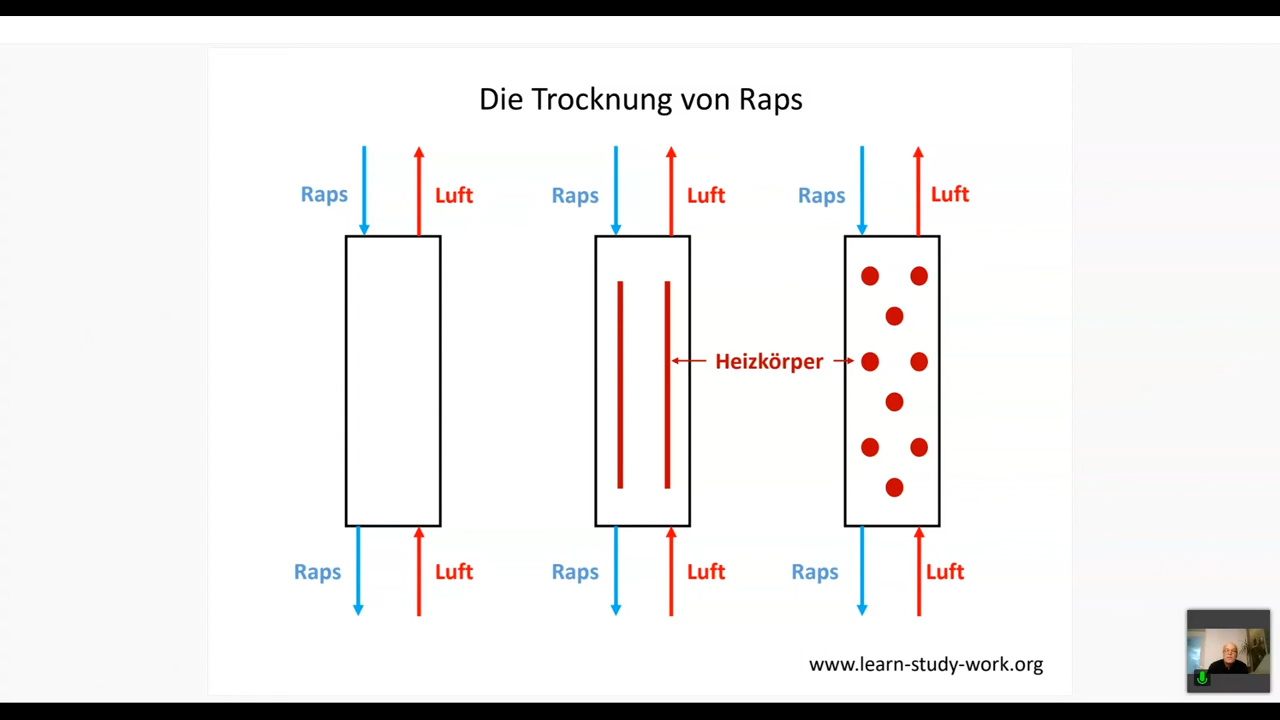 Die Trocknung von Raps
Raps Luft Raps Luft Raps Luft
Heizkörper
Raps Luft Raps Luft Raps Luft
www.learn-study-work.org